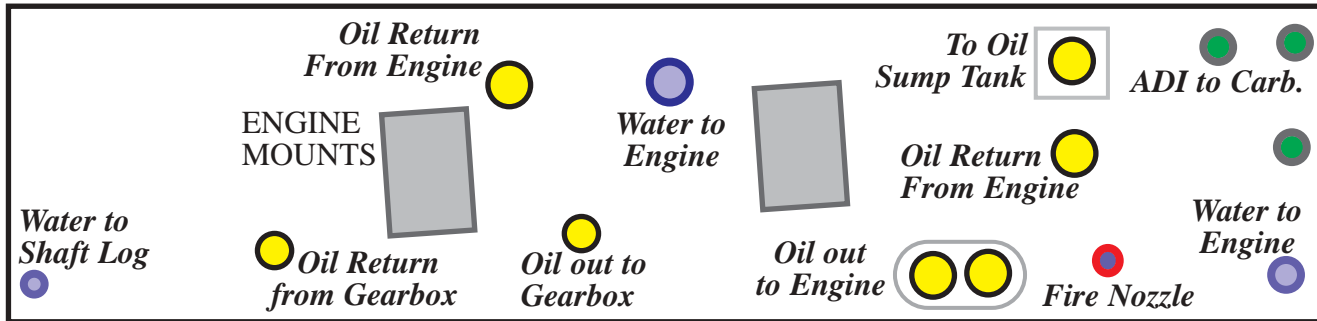 Oil Return
From Engine
ENGINE
MOUNTS
Water to
Engine
To Oil
Sump Tank
ADI to Carb.
Oil Return
From Engine
Water to
Shaft Log
Oil Return
from Gearbox
Oil out to
Gearbox
Oil out
to Engine
Fire Nozzle
Water to
Engine